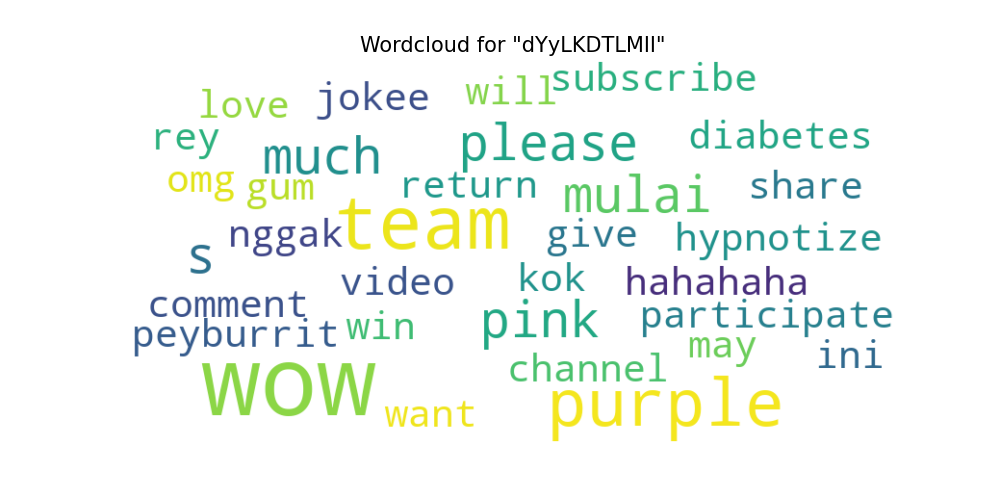 Wordcloud for "dYyLKDTLMII"
subscribe
love jokee will
rey much please diabetes
omg gum return mulai share
team
s nggak give hypnotize
video kok hahahaha
comment
peyburrit win pink participate
may
wow channel ini
want purple